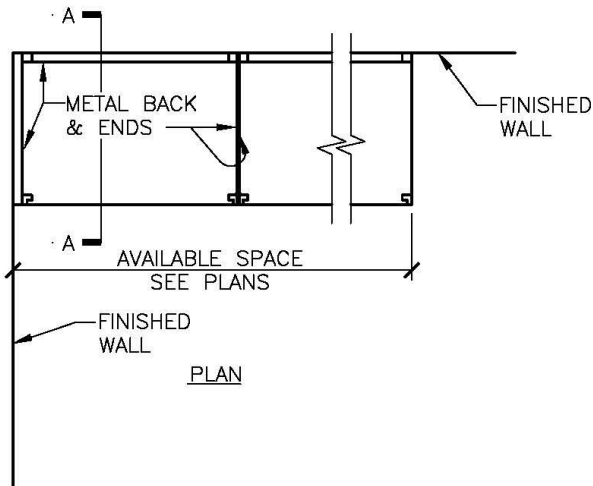 A
METAL BACK
& ENDS
FINISHED
WALL
A
AVAILABLE SPACE
SEE PLANS
FINISHED
WALL
PLAN